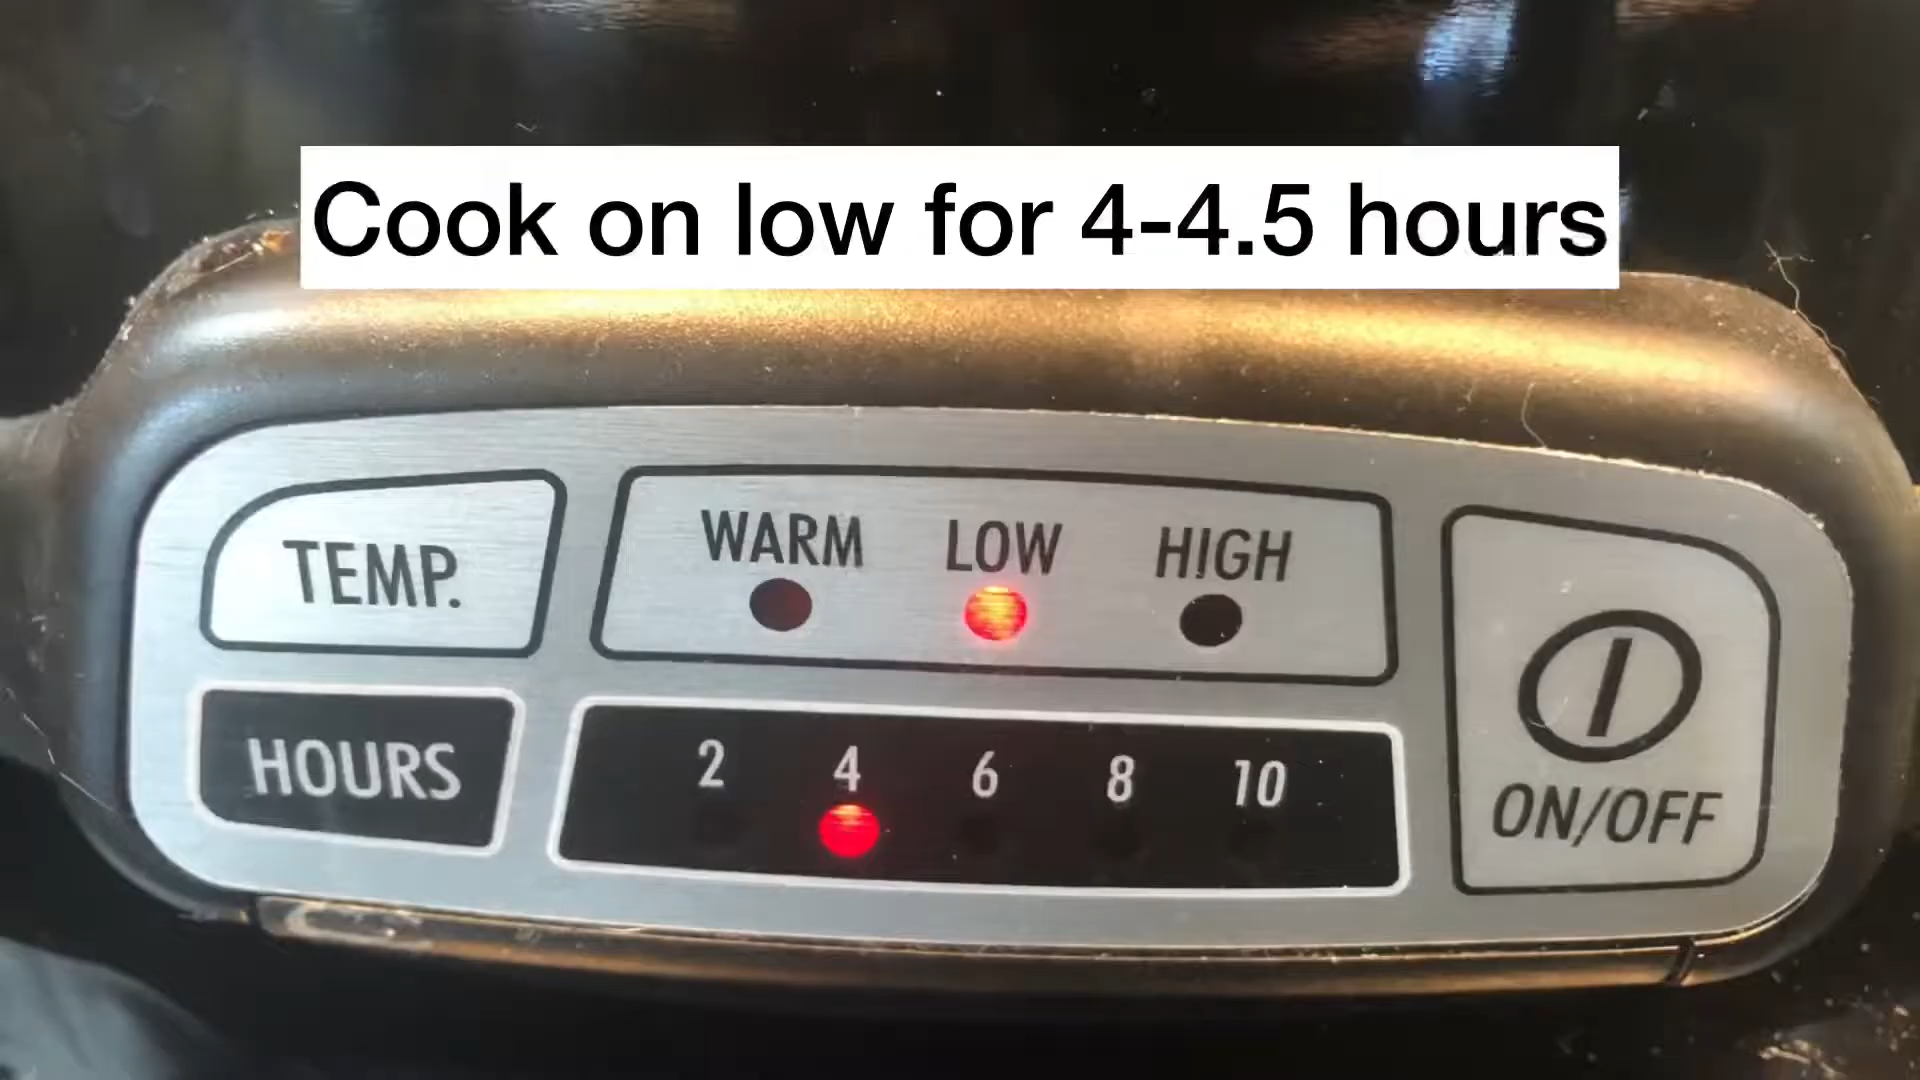 Cook on low for 4-4.5 hours
TEMP.
WARM LOW HIGH
HOURS
2 4 6 8 10
ON/OFF